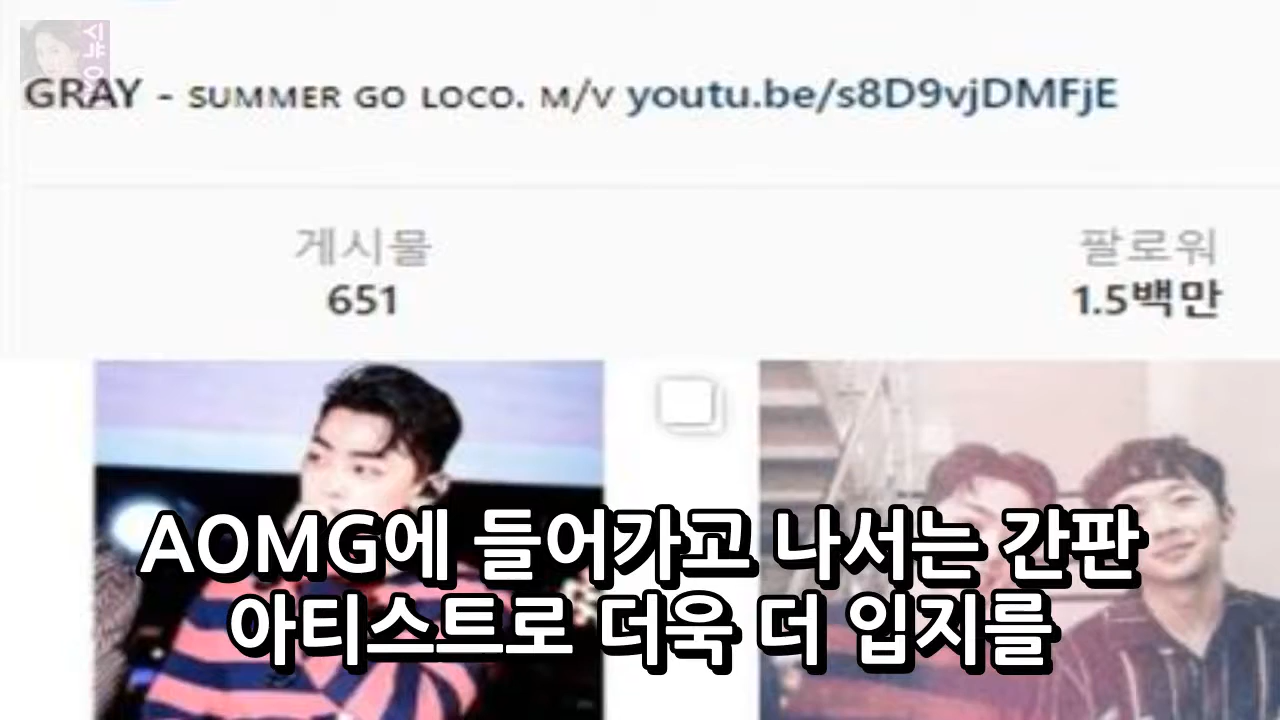 GRAY - SUMMER GO LOCO. M/V youtu.be/s8D9vjDMFjE
게시물
팔로워
651
1.5백만
AOMG에 들어가고 나서는 간판
아티스트로 더욱 더 입지를